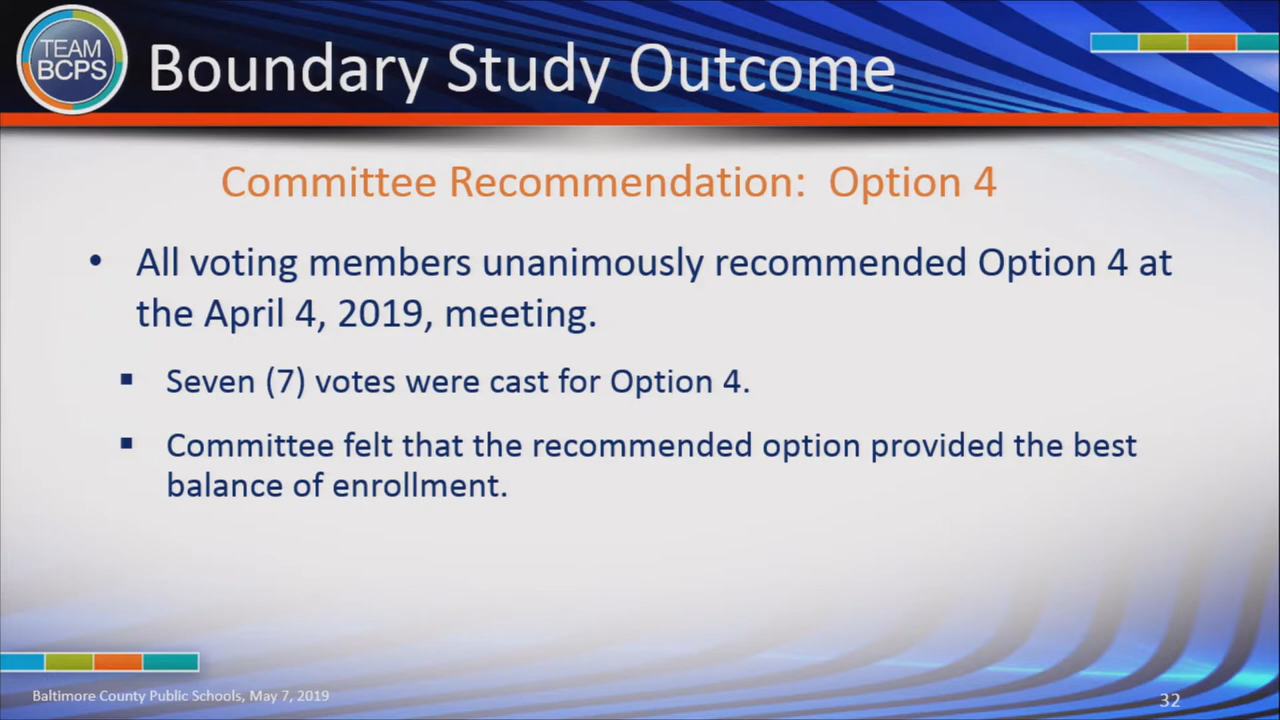 TEAM
BCPS
Boundary Study Outcome
Committee Recommendation:  Option 4
• All voting members unanimously recommended Option 4 at
the April 4, 2019, meeting.
▪ Seven (7) votes were cast for Option 4.
▪ Committee felt that the recommended option provided the best
balance of enrollment.
Baltimore County Public Schools, May 7, 2019
32